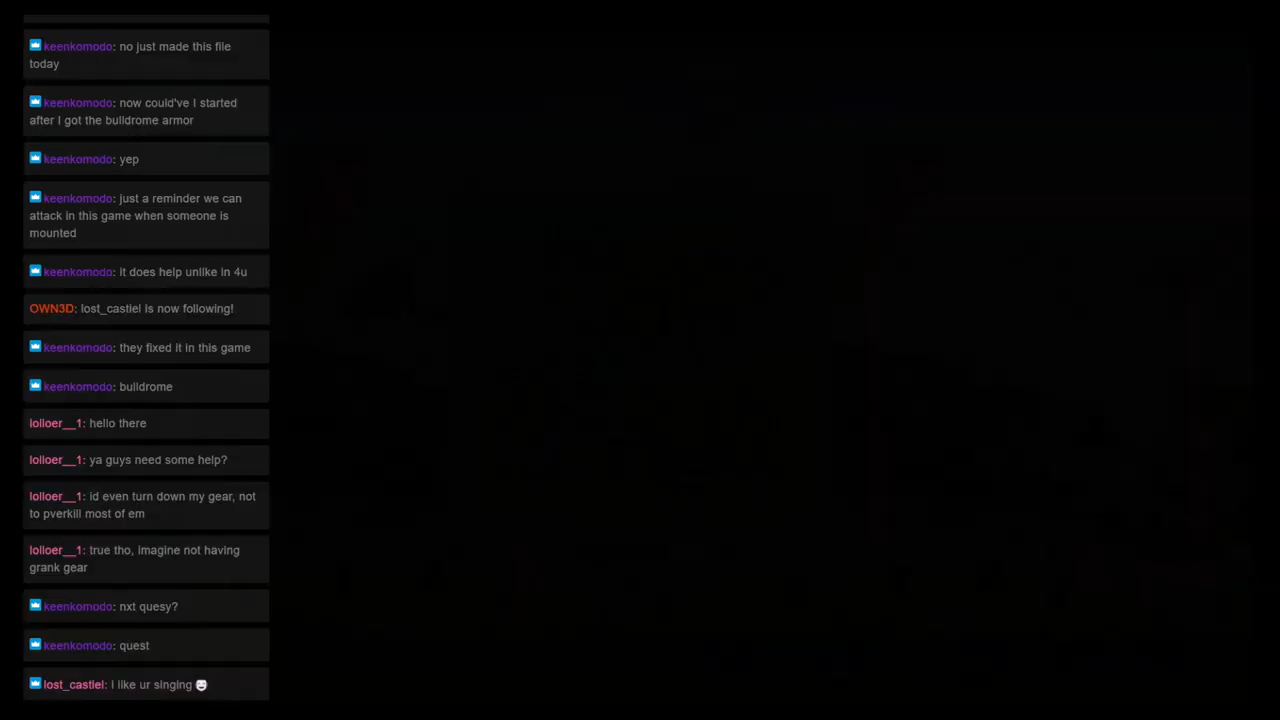 keenkomodo: no just made this file
today
keenkomodo: now could've I started
after I got the bulldrome armor
keenkomodo: yep
keenkomodo: just a reminder we can
attack in this game when someone is
mounted
keenkomodo: it does help unlike in 4u
OWN3D: lost_castiel is now following!
keenkomodo: they fixed it in this game
keenkomodo: bulldrome
lolloer__1: hello there
lolloer__1: ya guys need some help?
lolloer__1: id even turn down my gear, not
to pverkill most of em
lolloer__1: true tho, imagine not having
grank gear
keenkomodo: nxt quesy?
keenkomodo: quest
lost_castiel: I like ur singing